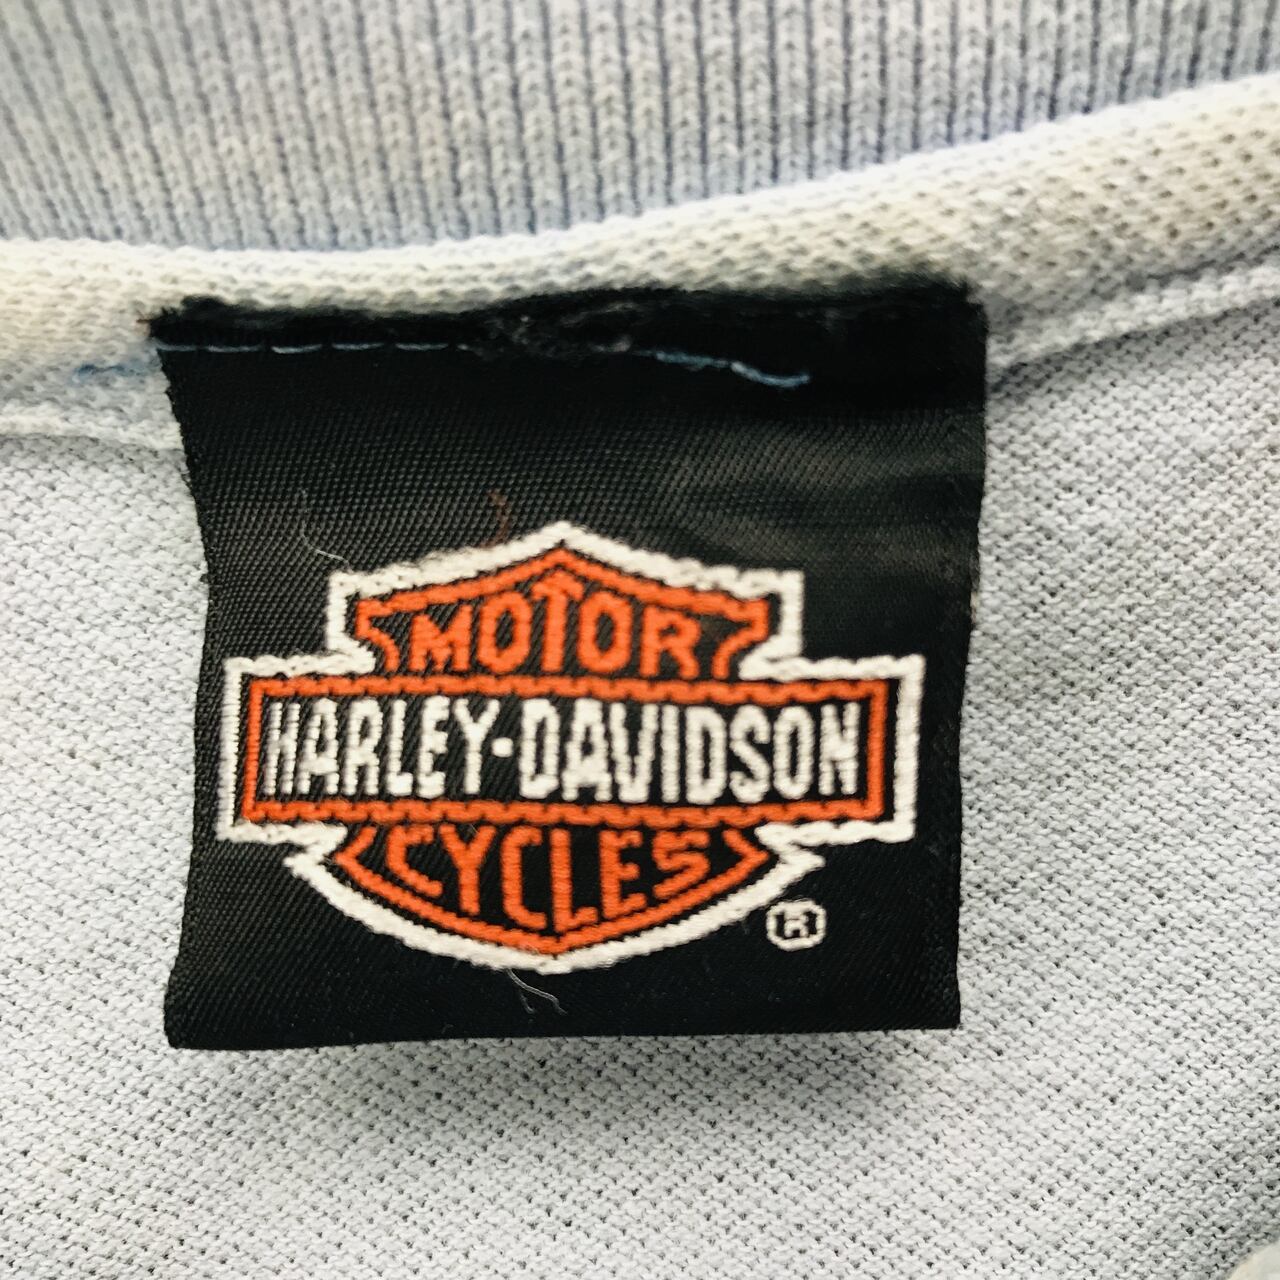 MOTOR
HARLEY-DAVIDSON
CYCLES
®